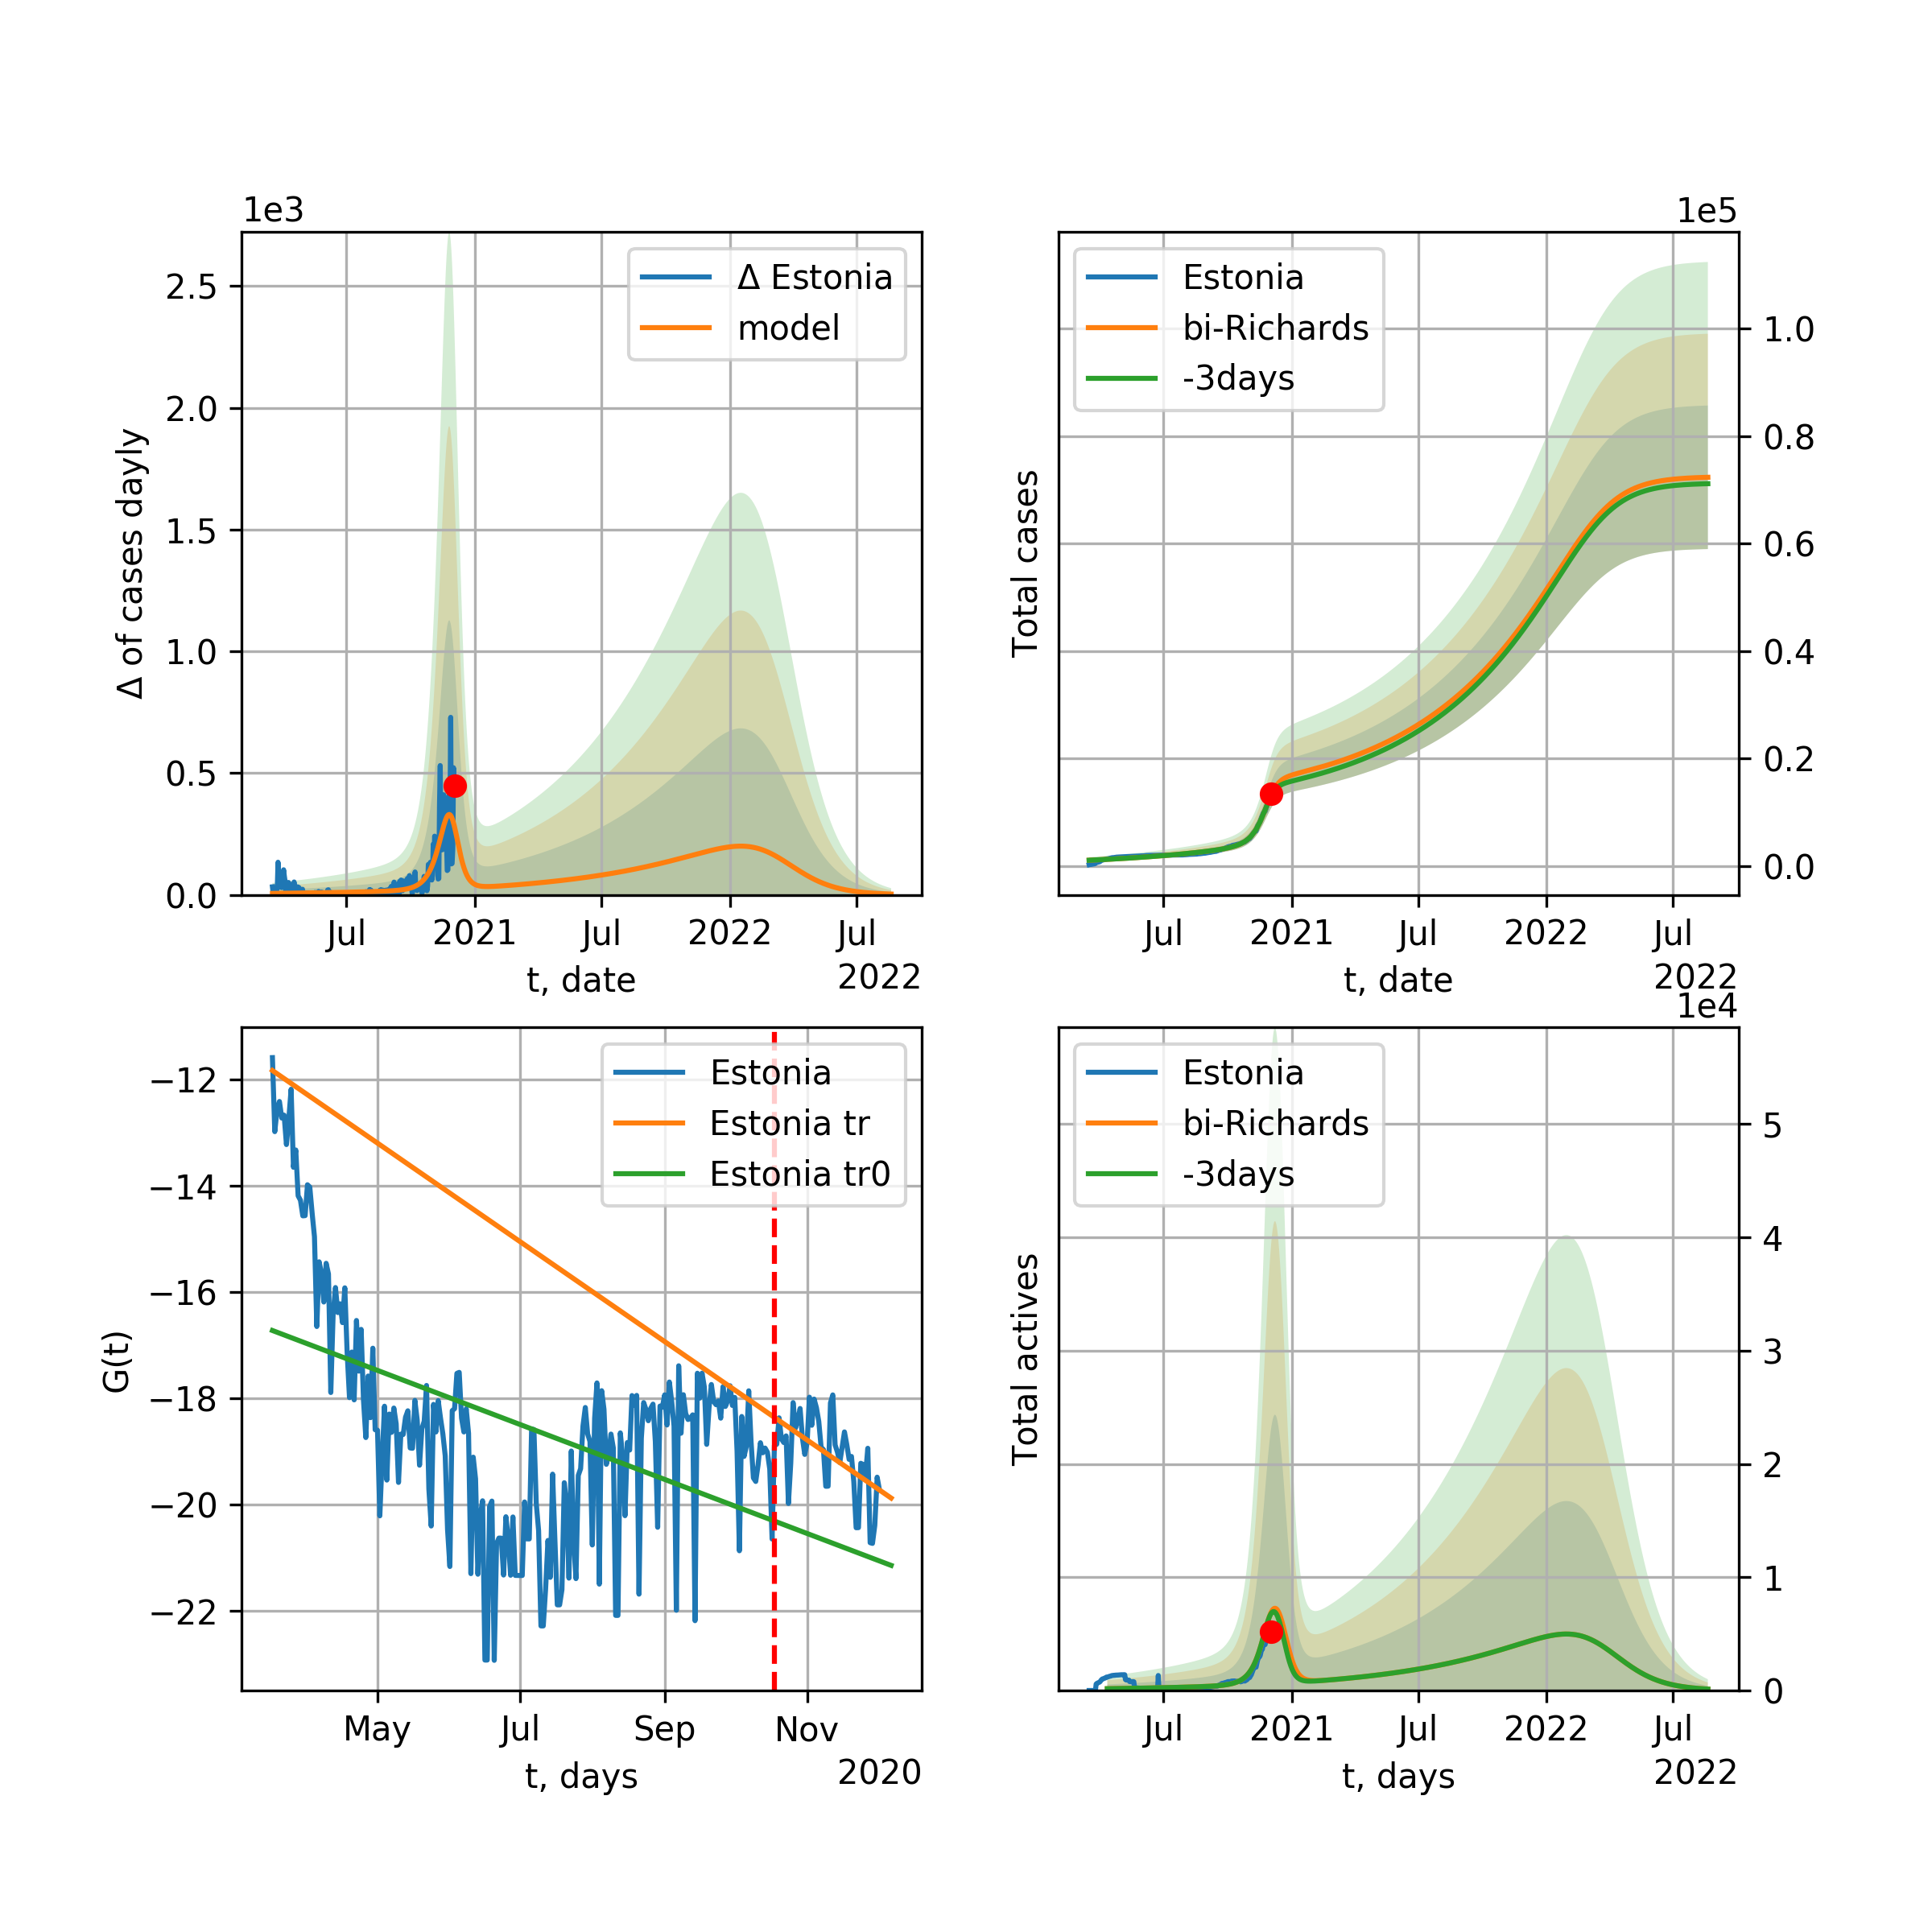 1e3
Δ of cases dayly
2.5
2.0
1.5
1.0
0.5
0.0
Δ Estonia
model
Jul
2021
Jul
2022
Jul
t, date
2022
1e5
Total cases
Estonia
bi-Richards
-3days
1.0
0.8
0.6
0.4
0.2
0.0
Jul
2021
Jul
2022
Jul
t, date
2022
G(t)
−12
−14
−16
−18
−20
−22
Estonia
Estonia tr
Estonia tr0
May
Jul
Sep
Nov
t, days
2020
1e4
Total actives
Estonia
bi-Richards
-3days
5
4
3
2
1
0
Jul
2021
Jul
2022
Jul
t, days
2022